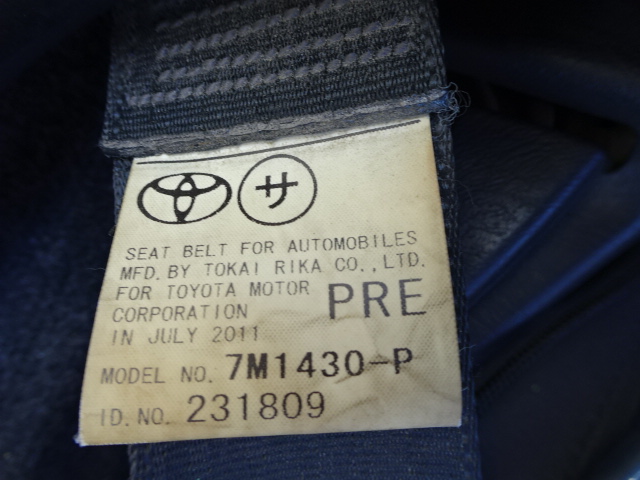 サ
SEAT BELT FOR AUTOMOBILES
MFD. BY TOKAI RIKA CO., LTD.
FOR TOYOTA MOTOR
CORPORATION PRE
IN JULY 2011
MODEL NO. 7M1430-P
ID. NO. 231809